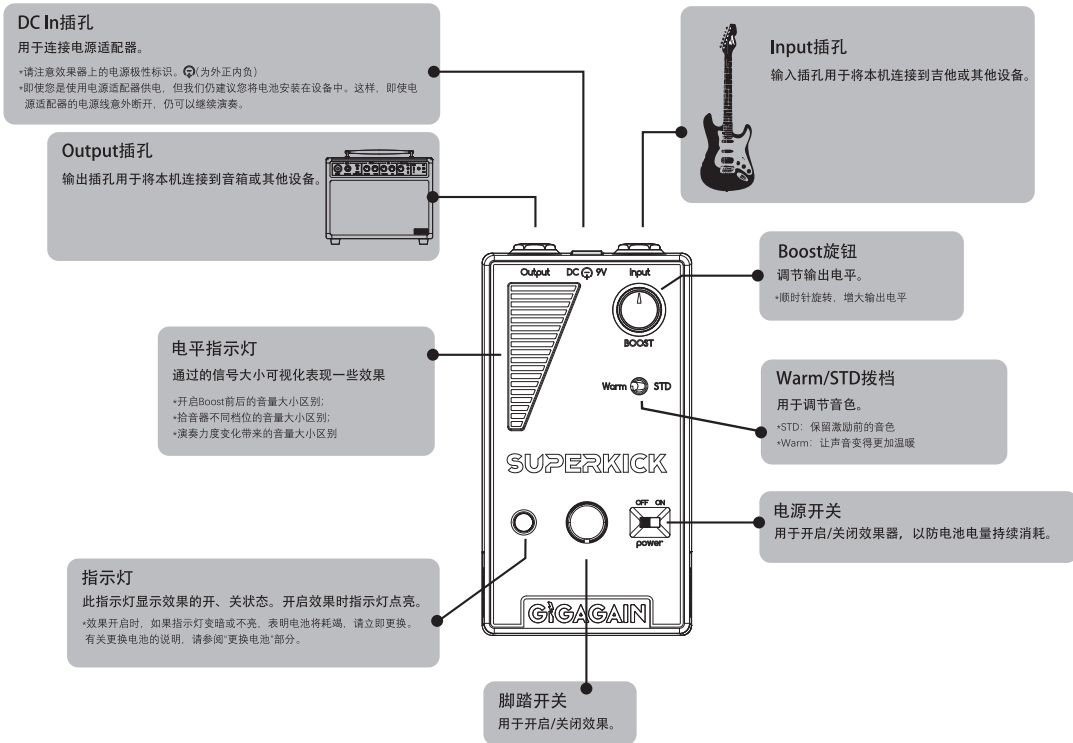 DC In插孔
用于连接电源适配器。
*请注意效果器上的电源极性标识。(为外正内负)
*即使您是使用电源适配器供电，但我们仍建议您将电池安装在设备中。这样，即使电
源适配器的电源线意外断开，仍可以继续演奏。
Input插孔
输入插孔用于将本机连接到吉他或其他设备。
Output插孔
输出插孔用于将本机连接到音箱或其他设备。
Output DC 9V Input
BOOST
Boost旋钮
调节输出电平。
*顺时针旋转，增大输出电平
电平指示灯
通过的信号大小可视化表现一些效果
*开启Boost前后的音量大小区别；
*拾音器不同档位的音量大小区别；
*演奏力度变化带来的音量大小区别
Warm STD
Warm/STD拨档
用于调节音色。
*STD：保留激励前的音色
*Warm：让声音变得更加温暖
SUPERKICK
OFF ON
power
电源开关
用于开启/关闭效果器，以防电池电量持续消耗。
指示灯
此指示灯显示效果的开、关状态。开启效果时指示灯点亮。
*效果开启时，如果指示灯变暗或不亮，表明电池将耗竭，请立即更换。
有关更换电池的说明，请参阅“更换电池”部分。
GIGAGAIN
脚踏开关
用于开启/关闭效果。